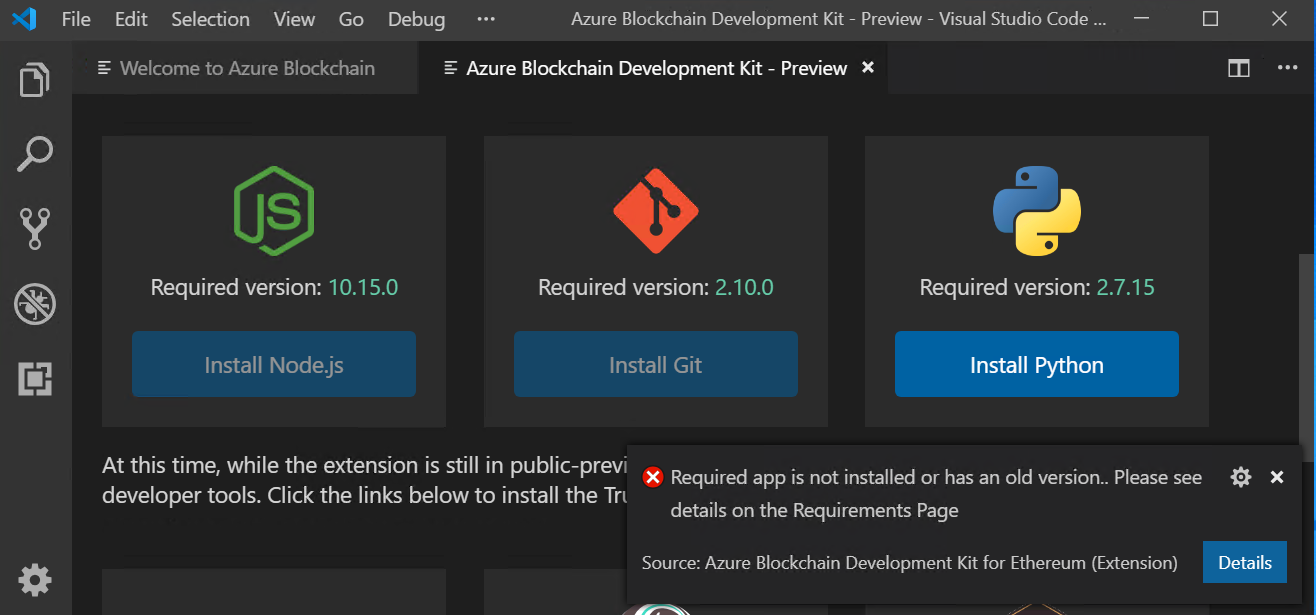 File Edit Selection View Go Debug ··· Azure Blockchain Development Kit - Preview - Visual Studio Code ...
Welcome to Azure Blockchain Azure Blockchain Development Kit - Preview
JS
Required version: 10.15.0 Required version: 2.10.0 Required version: 2.7.15
Install Node.js Install Git Install Python
At this time, while the extension is still in public-previ
developer tools. Click the links below to install the Tru
Required app is not installed or has an old version.. Please see
details on the Requirements Page
Source: Azure Blockchain Development Kit for Ethereum (Extension) Details